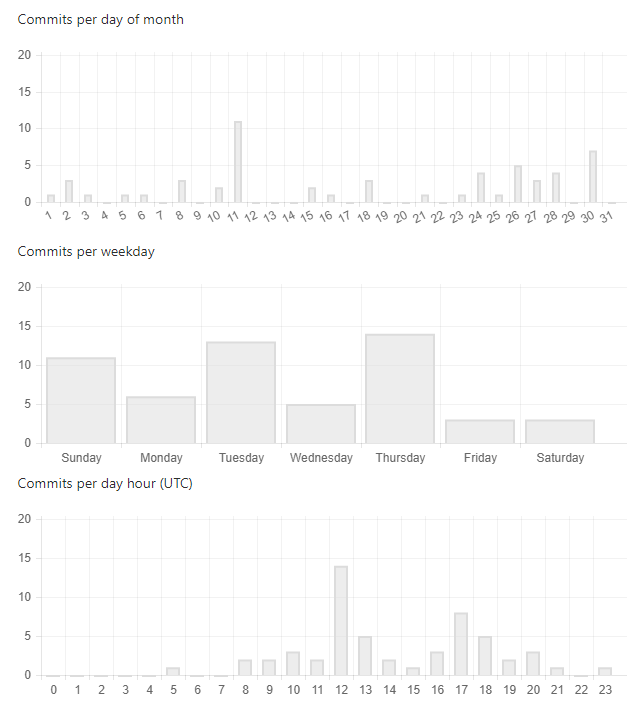 Commits per day of month
20
15
10
5
0
1 2 3 4 5 6 7 8 9 10 11 12 13 14 15 16 17 18 19 20 21 22 23 24 25 26 27 28 29 30 31
Commits per weekday
20
15
10
5
0
Sunday Monday Tuesday Wednesday Thursday Friday Saturday
Commits per day hour (UTC)
20
15
10
5
0
0 1 2 3 4 5 6 7 8 9 10 11 12 13 14 15 16 17 18 19 20 21 22 23